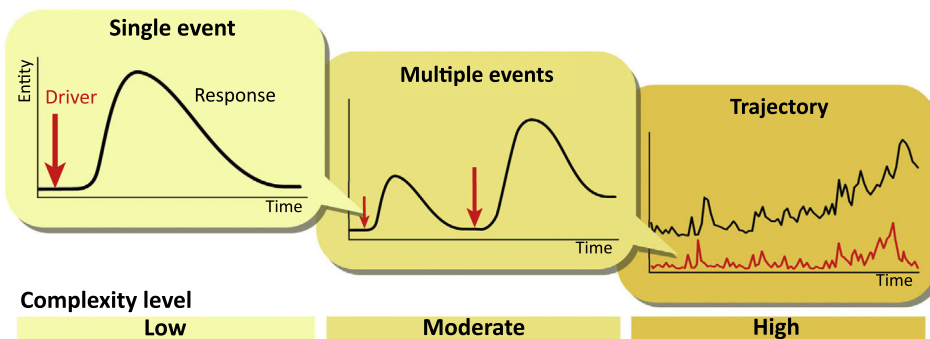 Single event
Entity
Driver
Response
Time
Multiple events
Time
Trajectory
Time
Complexity level
Low
Moderate
High